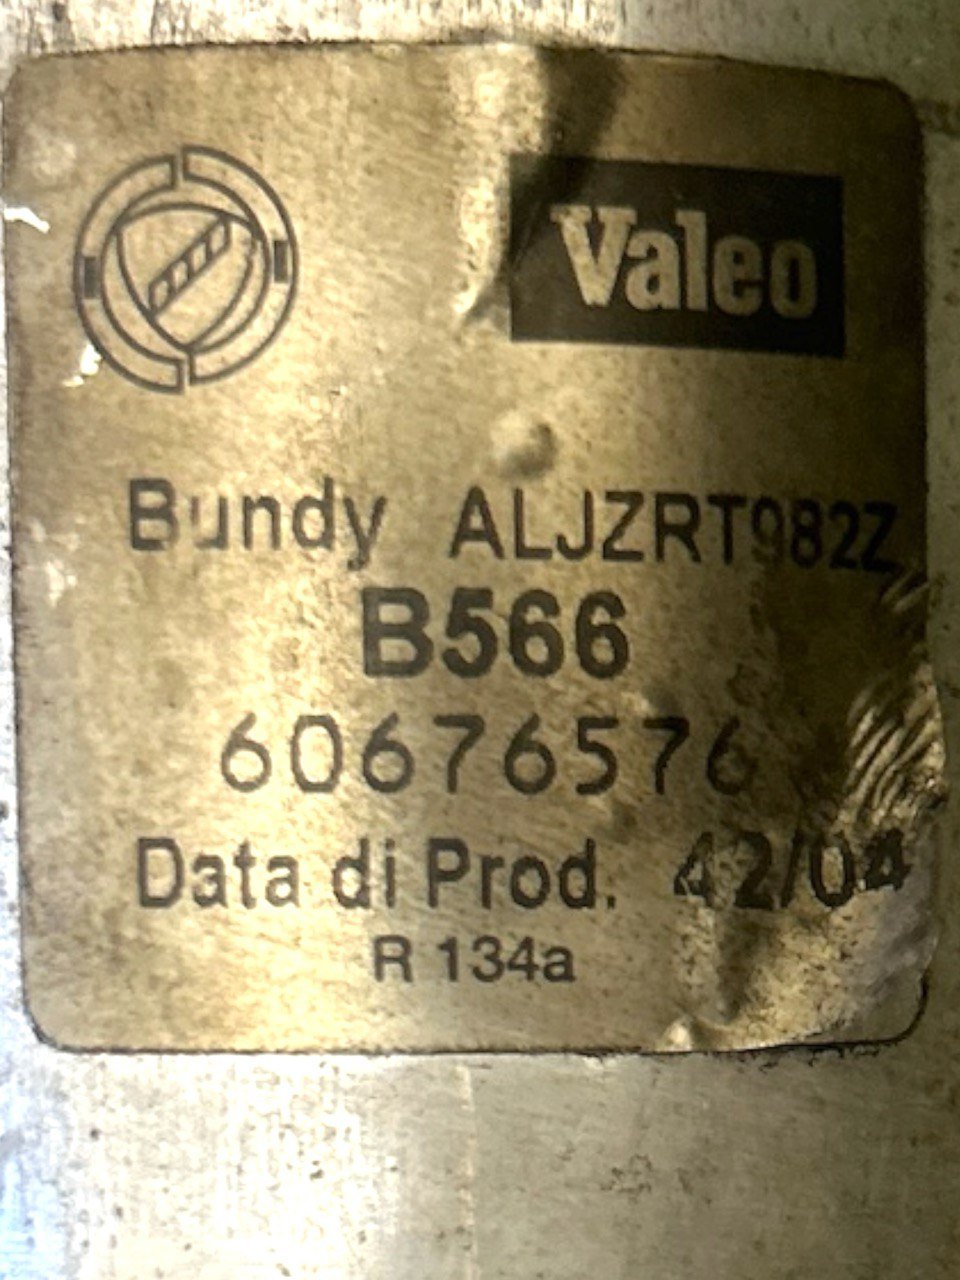 Valeo
Bundy ALJZRT982Z
B566
60676576
Data di Prod. 42/04
R 134a